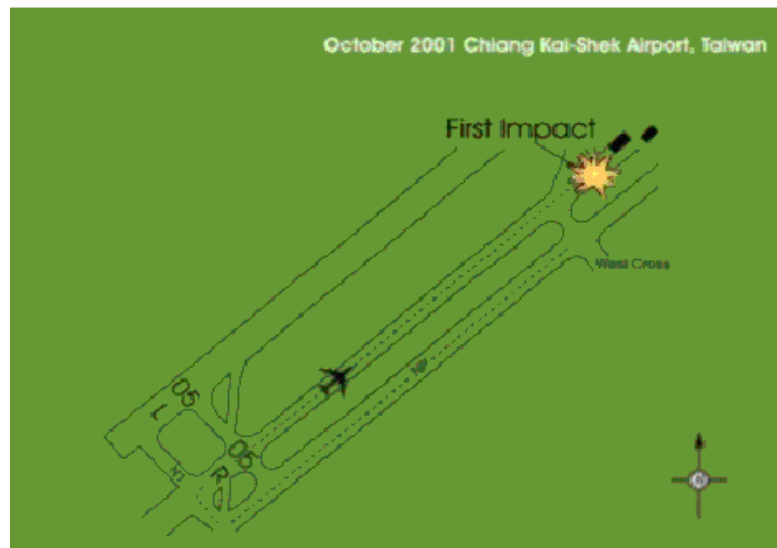 October 2001 Chiang Kai-Shek Airport, Taiwan
First Impact
West Cross
05
L
05
R
N